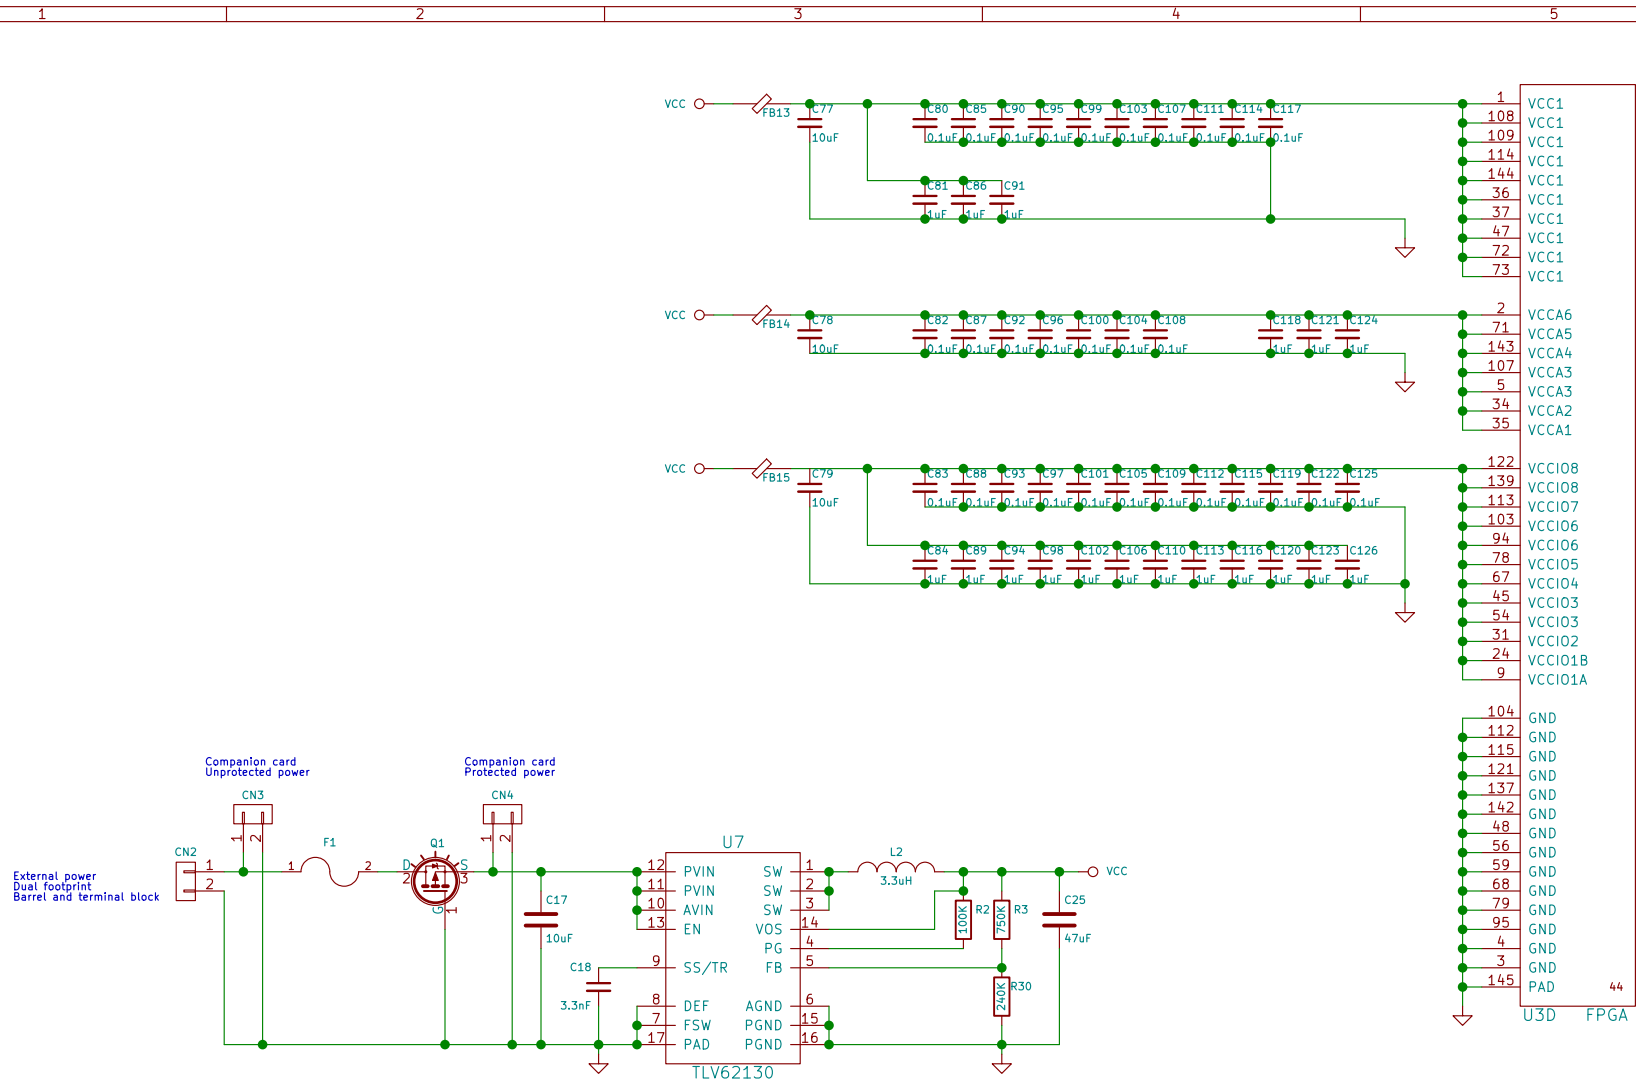 1 2 3 4 5
VCC FB13 C77 C80 C85 C90 C95 C99 C103 C107 C111 C114 C117
10uF 0.1uF 0.1uF 0.1uF 0.1uF 0.1uF 0.1uF 0.1uF 0.1uF 0.1uF 0.1uF
C81 C86 C91
1uF 1uF 1uF
1 VCC1
108 VCC1
109 VCC1
114 VCC1
144 VCC1
36 VCC1
37 VCC1
47 VCC1
72 VCC1
73 VCC1
VCC FB14 C78 C82 C87 C92 C96 C100 C104 C108 C118 C121 C124
10uF 0.1uF 0.1uF 0.1uF 0.1uF 0.1uF 0.1uF 0.1uF 1uF 1uF 1uF
2 VCCA6
71 VCCA5
143 VCCA4
107 VCCA3
5 VCCA3
34 VCCA2
35 VCCA1
VCC FB15 C79 C83 C88 C93 C97 C101 C105 C109 C112 C115 C119 C122 C125
10uF 0.1uF 0.1uF 0.1uF 0.1uF 0.1uF 0.1uF 0.1uF 0.1uF 0.1uF 0.1uF 0.1uF 0.1uF
C84 C89 C94 C98 C102 C106 C110 C113 C116 C120 C123 C126
1uF 1uF 1uF 1uF 1uF 1uF 1uF 1uF 1uF 1uF 1uF 1uF
122 VCCIO8
139 VCCIO8
113 VCCIO7
103 VCCIO6
94 VCCIO6
78 VCCIO5
67 VCCIO4
45 VCCIO3
54 VCCIO3
31 VCCIO2
24 VCCIO1B
9 VCCIO1A
104 GND
112 GND
115 GND
121 GND
137 GND
142 GND
48 GND
56 GND
59 GND
68 GND
79 GND
95 GND
4 GND
3 GND
145 PAD 44
U3D FPGA
Companion card
Unprotected power
CN3
1 2
Companion card
Protected power
CN4
1 2
External power
Dual footprint
Barrel and terminal block
CN2
1
2
F1
1 2
Q1
D S
2 3
G 1
C17
10uF
C18
3.3nF
U7
12 PVIN SW 1
11 PVIN SW 2
10 AVIN SW 3
13 EN VOS 14
PG 4
9 SS/TR FB 5
8 DEF AGND 6
7 FSW PGND 15
17 PAD PGND 16
TLV62130
L2
3.3uH
VCC
100K R2
750K R3
C25
47uF
240K R30